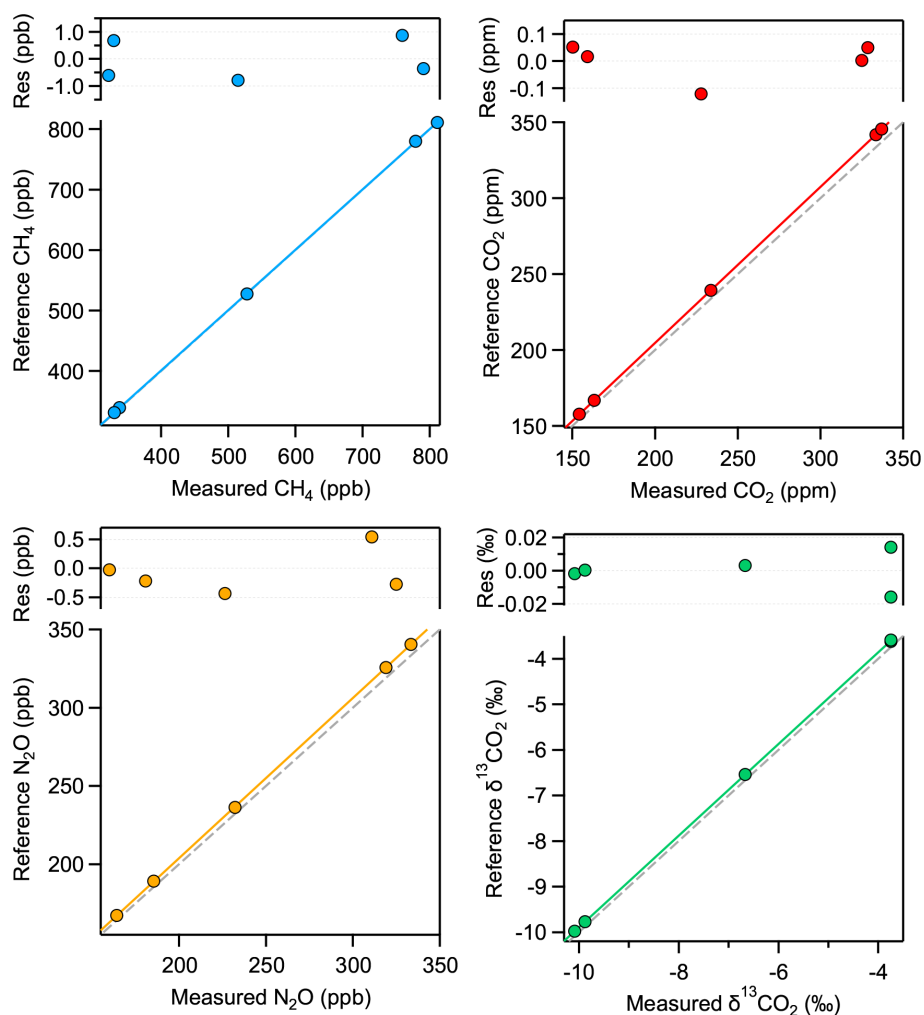 Res (ppb)
1.0
0.0
-1.0
Reference CH4 (ppb)
800
700
600
500
400
400 500 600 700 800
Measured CH4 (ppb)
Res (ppm)
0.1
0.0
-0.1
Reference CO2 (ppm)
350
300
250
200
150
150 200 250 300 350
Measured CO2 (ppm)
Res (ppb)
0.5
0.0
-0.5
Reference N2O (ppb)
350
300
250
200
200 250 300 350
Measured N2O (ppb)
Res (‰)
0.02
0.00
-0.02
Reference δ13CO2 (‰)
-4
-5
-6
-7
-8
-9
-10
-10 -8 -6 -4
Measured δ13CO2 (‰)